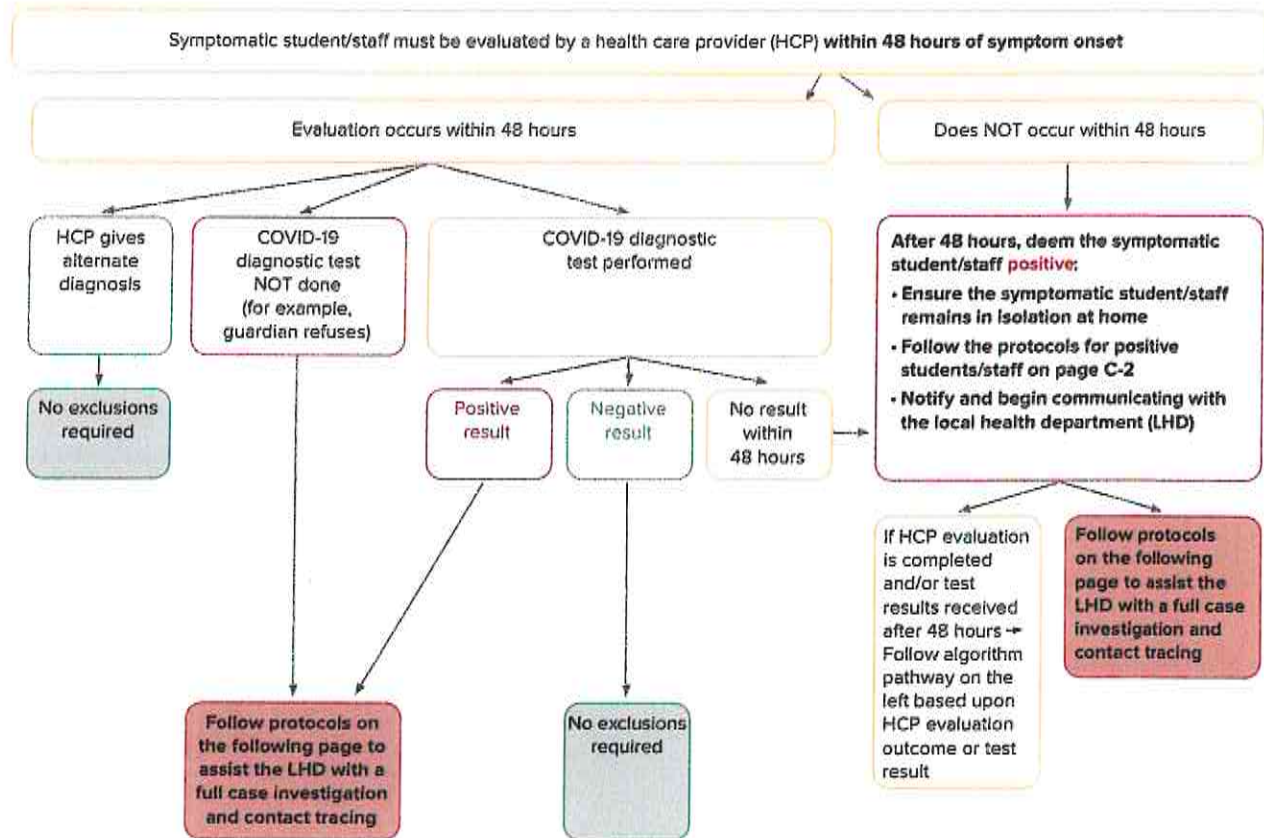 Symptomatic student/staff must be evaluated by a health care provider (HCP) within 48 hours of symptom onset
Evaluation occurs within 48 hours
Does NOT occur within 48 hours
HCP gives
alternate
diagnosis
COVID-19
diagnostic test
NOT done
(for example,
guardian refuses)
COVID-19 diagnostic
test performed
After 48 hours, deem the symptomatic
student/staff positive:
• Ensure the symptomatic student/staff
remains in isolation at home
• Follow the protocols for positive
students/staff on page C-2
• Notify and begin communicating with
the local health department (LHD)
No exclusions
required
Positive
result
Negative
result
No result
within
48 hours
If HCP evaluation
is completed
and/or test
results received
after 48 hours →
Follow algorithm
pathway on the
left based upon
HCP evaluation
outcome or test
result
Follow protocols
on the following
page to assist the
LHD with a full case
investigation and
contact tracing
Follow protocols on
the following page to
assist the LHD with a
full case investigation
and contact tracing
No exclusions
required